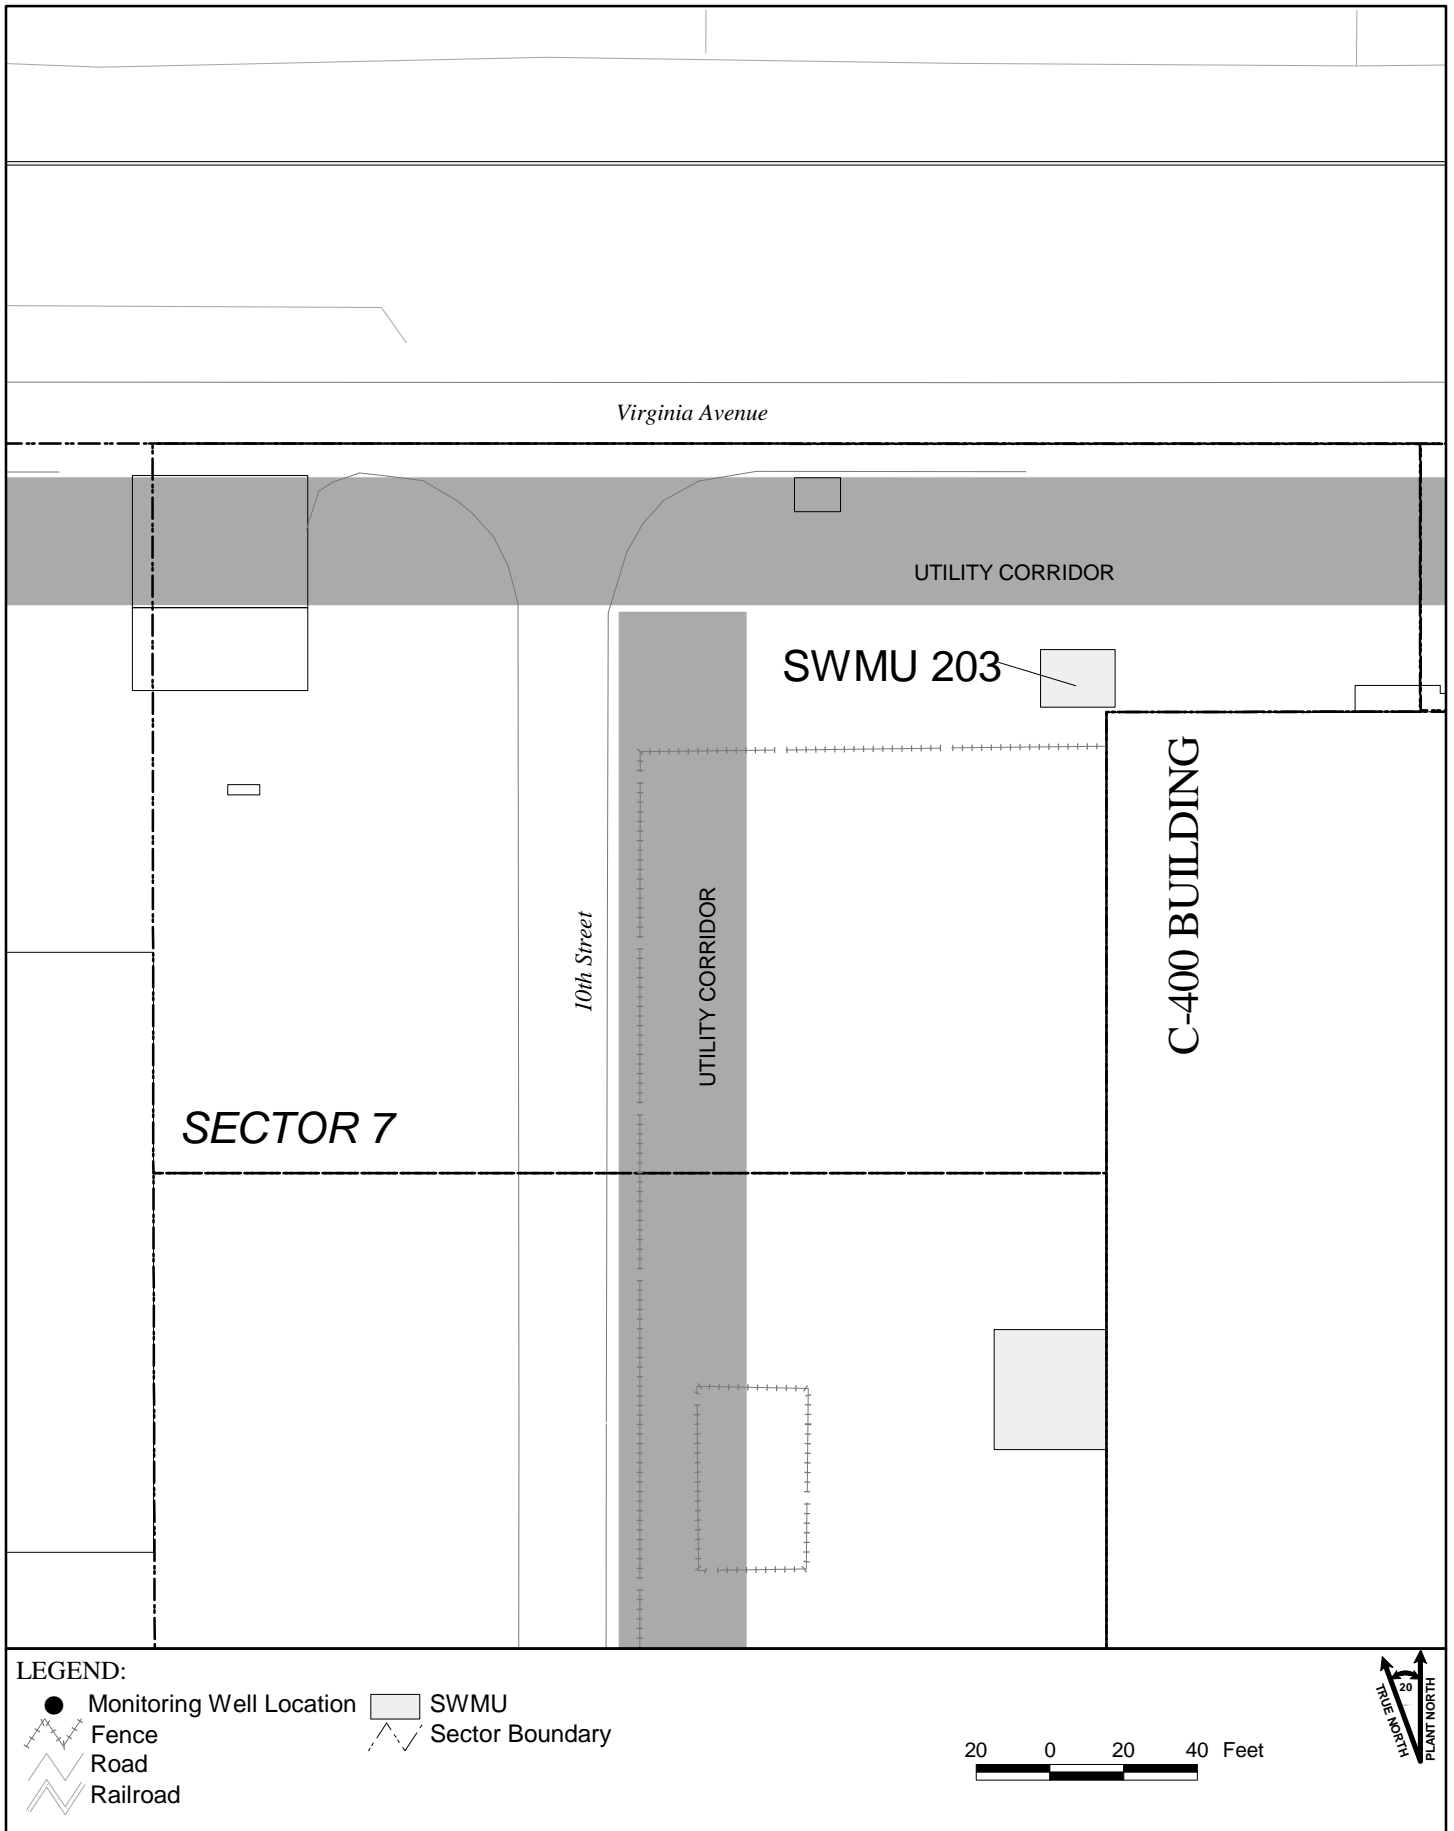 Virginia Avenue
UTILITY CORRIDOR
SWMU 203
C-400 BUILDING
UTILITY CORRIDOR
10th Street
SECTOR 7
LEGEND:
Monitoring Well Location
Fence
Road
Railroad
SWMU
Sector Boundary
20 0 20 40 Feet
20
TRUE NORTH
PLANT NORTH